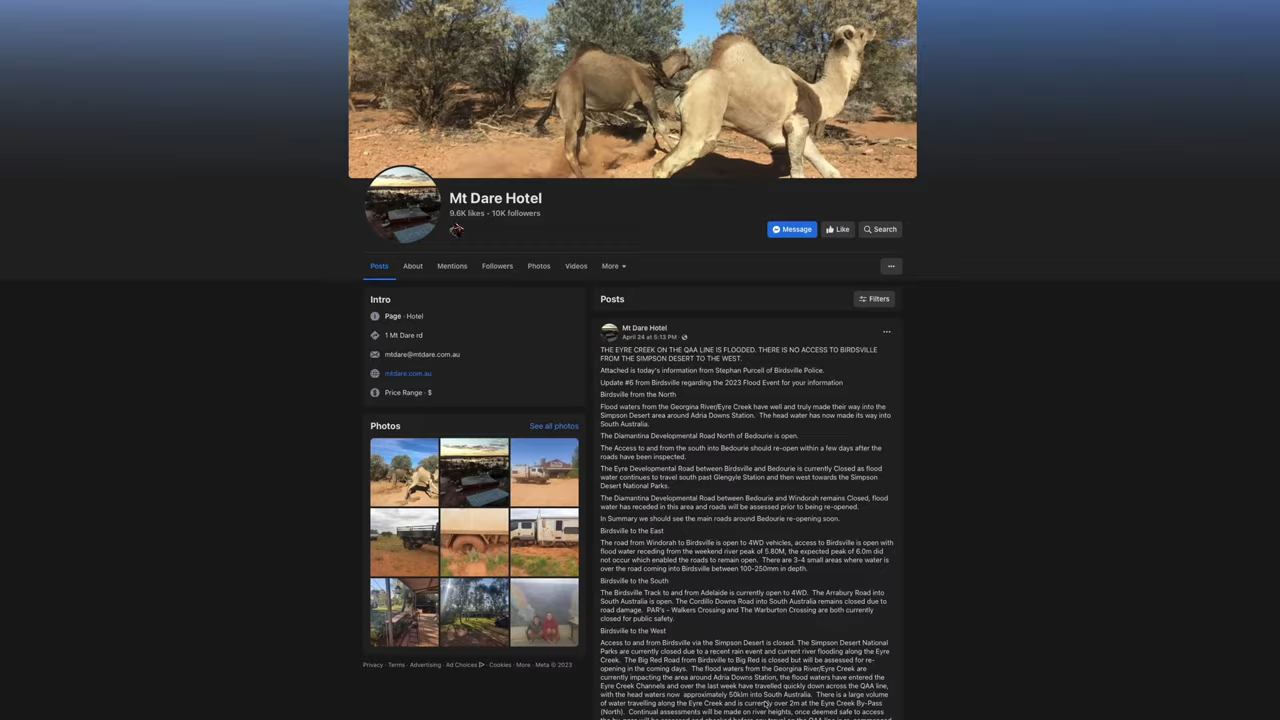 Mt Dare Hotel
9.6K likes • 10K followers
Message
Like
Search
Posts
About
Mentions
Followers
Photos
Videos
More
Intro
Page · Hotel
1 Mt Dare rd
mtdare@mtdare.com.au
mtdare.com.au
Price Range · $
Photos
See all photos
Privacy · Terms · Advertising · Ad Choices · Cookies · More · Meta © 2023
Posts
Filters
Mt Dare Hotel
April 24 at 5:13 PM ·
THE EYRE CREEK ON THE QAA LINE IS FLOODED. THERE IS NO ACCESS TO BIRDSVILLE
FROM THE SIMPSON DESERT TO THE WEST.
Attached is today's information from Stephan Purcell of Birdsville Police.
Update #6 from Birdsville regarding the 2023 Flood Event for your information
Birdsville from the North
Flood waters from the Georgina River/Eyre Creek have well and truly made their way into the
Simpson Desert area around Adria Downs Station. The head water has now made its way into
South Australia.
The Diamantina Developmental Road North of Bedourie is open.
The Access to and from the south into Bedourie should re-open within a few days after the
roads have been inspected.
The Eyre Developmental Road between Birdsville and Bedourie is currently Closed as flood
water continues to travel south past Glengyle Station and then west towards the Simpson
Desert National Parks.
The Diamantina Developmental Road between Bedourie and Windorah remains Closed, flood
water has receded in this area and roads will be assessed prior to being re-opened.
In Summary we should see the main roads around Bedourie re-opening soon.
Birdsville to the East
The road from Windorah to Birdsville is open to 4WD vehicles, access to Birdsville is open with
flood water receding from the weekend river peak of 5.80M, the expected peak of 6.0m did
not occur which enabled the roads to remain open. There are 3-4 small areas where water is
over the road coming into Birdsville between 100-250mm in depth.
Birdsville to the South
The Birdsville Track to and from Adelaide is currently open to 4WD. The Arrabury Road into
South Australia is open. The Cordillo Downs Road into South Australia remains closed due to
road damage. PAR's - Walkers Crossing and The Warburton Crossing are both currently
closed for public safety.
Birdsville to the West
Access to and from Birdsville via the Simpson Desert is closed. The Simpson Desert National
Parks are currently closed due to a recent rain event and current river flooding along the Eyre
Creek. The Big Red Road from Birdsville to Big Red is closed but will be assessed for re-
opening in the coming days. The flood waters from the Georgina River/Eyre Creek are
currently impacting the area around Adria Downs Station, the flood waters have entered the
Eyre Creek Channels and over the last week have travelled quickly down across the QAA line,
with the head waters now approximately 50klm into South Australia. There is a large volume
of water travelling along the Eyre Creek and is currently over 2m at the Eyre Creek By-Pass
(North). Continual assessments will be made on river heights, once deemed safe to access